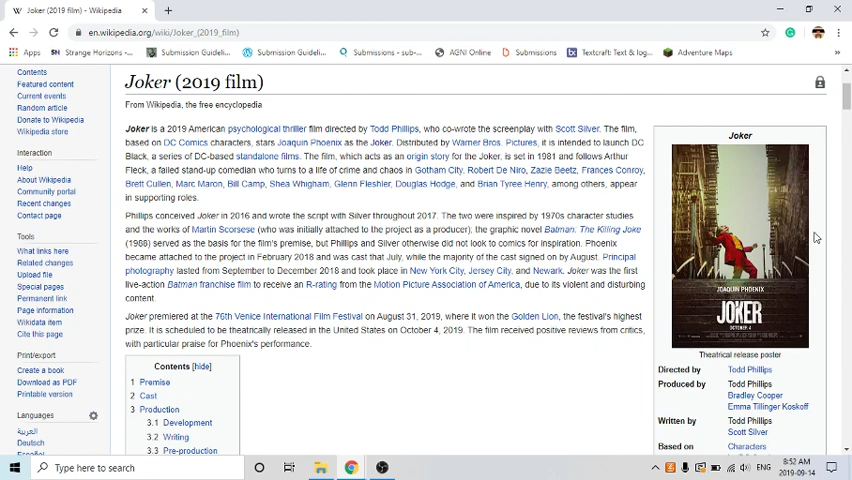 Joker (2019 film) - Wikipedia
en.wikipedia.org/wiki/Joker_(2019_film)
Apps Strange Horizons... Submission Guideli... Submission Guideli... Submissions - sub-... AGNI Online Submissions Textcraft: Text & log... Adventure Maps
Contents
Featured content
Current events
Random article
Donate to Wikipedia
Wikipedia store
Interaction
Help
About Wikipedia
Community portal
Recent changes
Contact page
Tools
What links here
Related changes
Upload file
Special pages
Permanent link
Page information
Wikidata item
Cite this page
Print/export
Create a book
Download as PDF
Printable version
Languages
العربية
Deutsch
Español
Joker (2019 film)
From Wikipedia, the free encyclopedia
Joker is a 2019 American psychological thriller film directed by Todd Phillips, who co-wrote the screenplay with Scott Silver. The film,
based on DC Comics characters, stars Joaquin Phoenix as the Joker. Distributed by Warner Bros. Pictures, it is intended to launch DC
Black, a series of DC-based standalone films. The film, which acts as an origin story for the Joker, is set in 1981 and follows Arthur
Fleck, a failed stand-up comedian who turns to a life of crime and chaos in Gotham City. Robert De Niro, Zazie Beetz, Frances Conroy,
Brett Cullen, Marc Maron, Bill Camp, Shea Whigham, Glenn Fleshler, Douglas Hodge, and Brian Tyree Henry, among others, appear
in supporting roles.
Phillips conceived Joker in 2016 and wrote the script with Silver throughout 2017. The two were inspired by 1970s character studies
and the works of Martin Scorsese (who was initially attached to the project as a producer); the graphic novel Batman: The Killing Joke
(1988) served as the basis for the film's premise, but Phillips and Silver otherwise did not look to comics for inspiration. Phoenix
became attached to the project in February 2018 and was cast that July, while the majority of the cast signed on by August. Principal
photography lasted from September to December 2018 and took place in New York City, Jersey City, and Newark. Joker was the first
live-action Batman franchise film to receive an R-rating from the Motion Picture Association of America, due to its violent and disturbing
content.
Joker premiered at the 76th Venice International Film Festival on August 31, 2019, where it won the Golden Lion, the festival's highest
prize. It is scheduled to be theatrically released in the United States on October 4, 2019. The film received positive reviews from critics,
with particular praise for Phoenix's performance.
Contents [hide]
1 Premise
2 Cast
3 Production
3.1 Development
3.2 Writing
3.3 Pre-production
Joker
JOAQUIN PHOENIX
JOKER
OCTOBER 4
Theatrical release poster
Directed by Todd Phillips
Produced by Todd Phillips
Bradley Cooper
Emma Tillinger Koskoff
Written by Todd Phillips
Scott Silver
Based on Characters
Type here to search
ENG
8:52 AM
2019-09-14